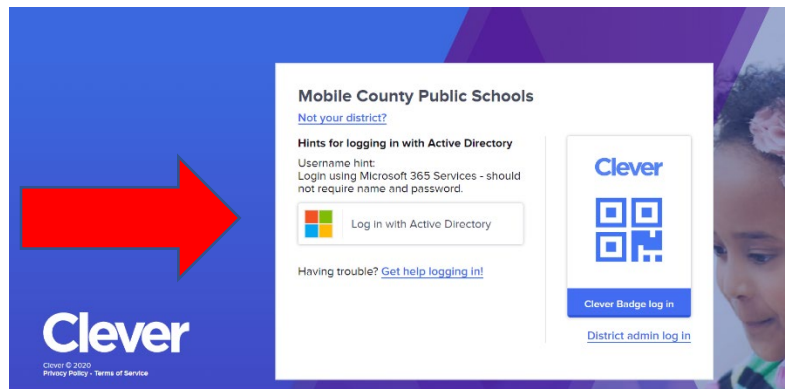 Mobile County Public Schools
Not your district?
Hints for logging in with Active Directory
Username hint:
Login using Microsoft 365 Services - should
not require name and password.
Log in with Active Directory
Having trouble? Get help logging in!
Clever
Clever Badge log in
District admin log in
Clever
Clever © 2020
Privacy Policy - Terms of Service